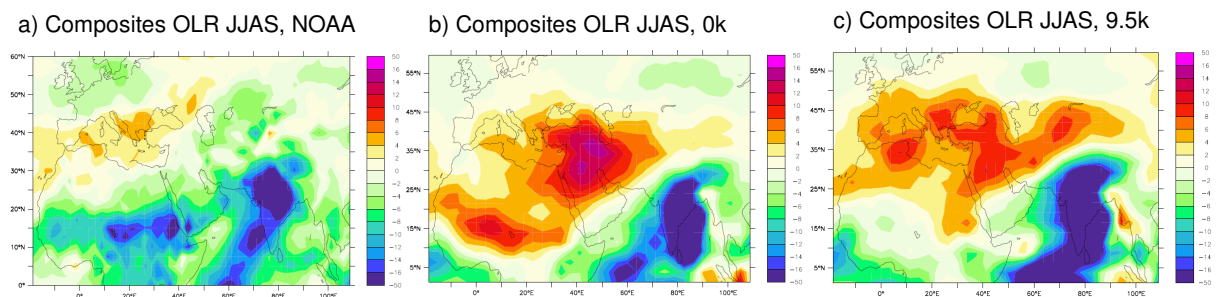 a) Composites OLR JJAS, NOAA
b) Composites OLR JJAS, 0k
c) Composites OLR JJAS, 9.5k
60°N
50°N
40°N
30°N
20°N
10°N
0°
0°
20°E
40°E
60°E
80°E
100°E
50
16
14
12
10
8
6
4
2
0
−2
−4
−6
−8
−10
−12
−14
−16
−50
55°N
45°N
35°N
25°N
15°N
5°N
0°
20°E
40°E
60°E
80°E
100°E
50
16
14
12
10
8
6
4
2
0
−2
−4
−6
−8
−10
−12
−14
−16
−50
55°N
45°N
35°N
25°N
15°N
5°N
0°
20°E
40°E
60°E
80°E
100°E
50
16
14
12
10
8
6
4
2
0
−2
−4
−6
−8
−10
−12
−14
−16
−50